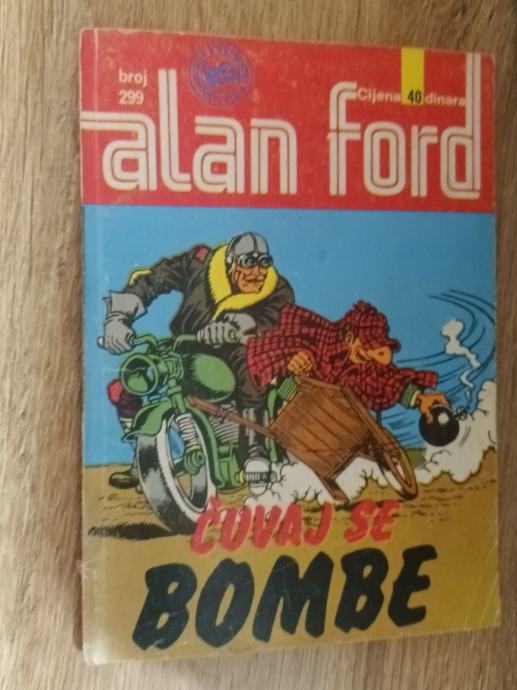 broj
299
Cijena 40 dinara
alan ford
ČUVAJ SE
BOMBE